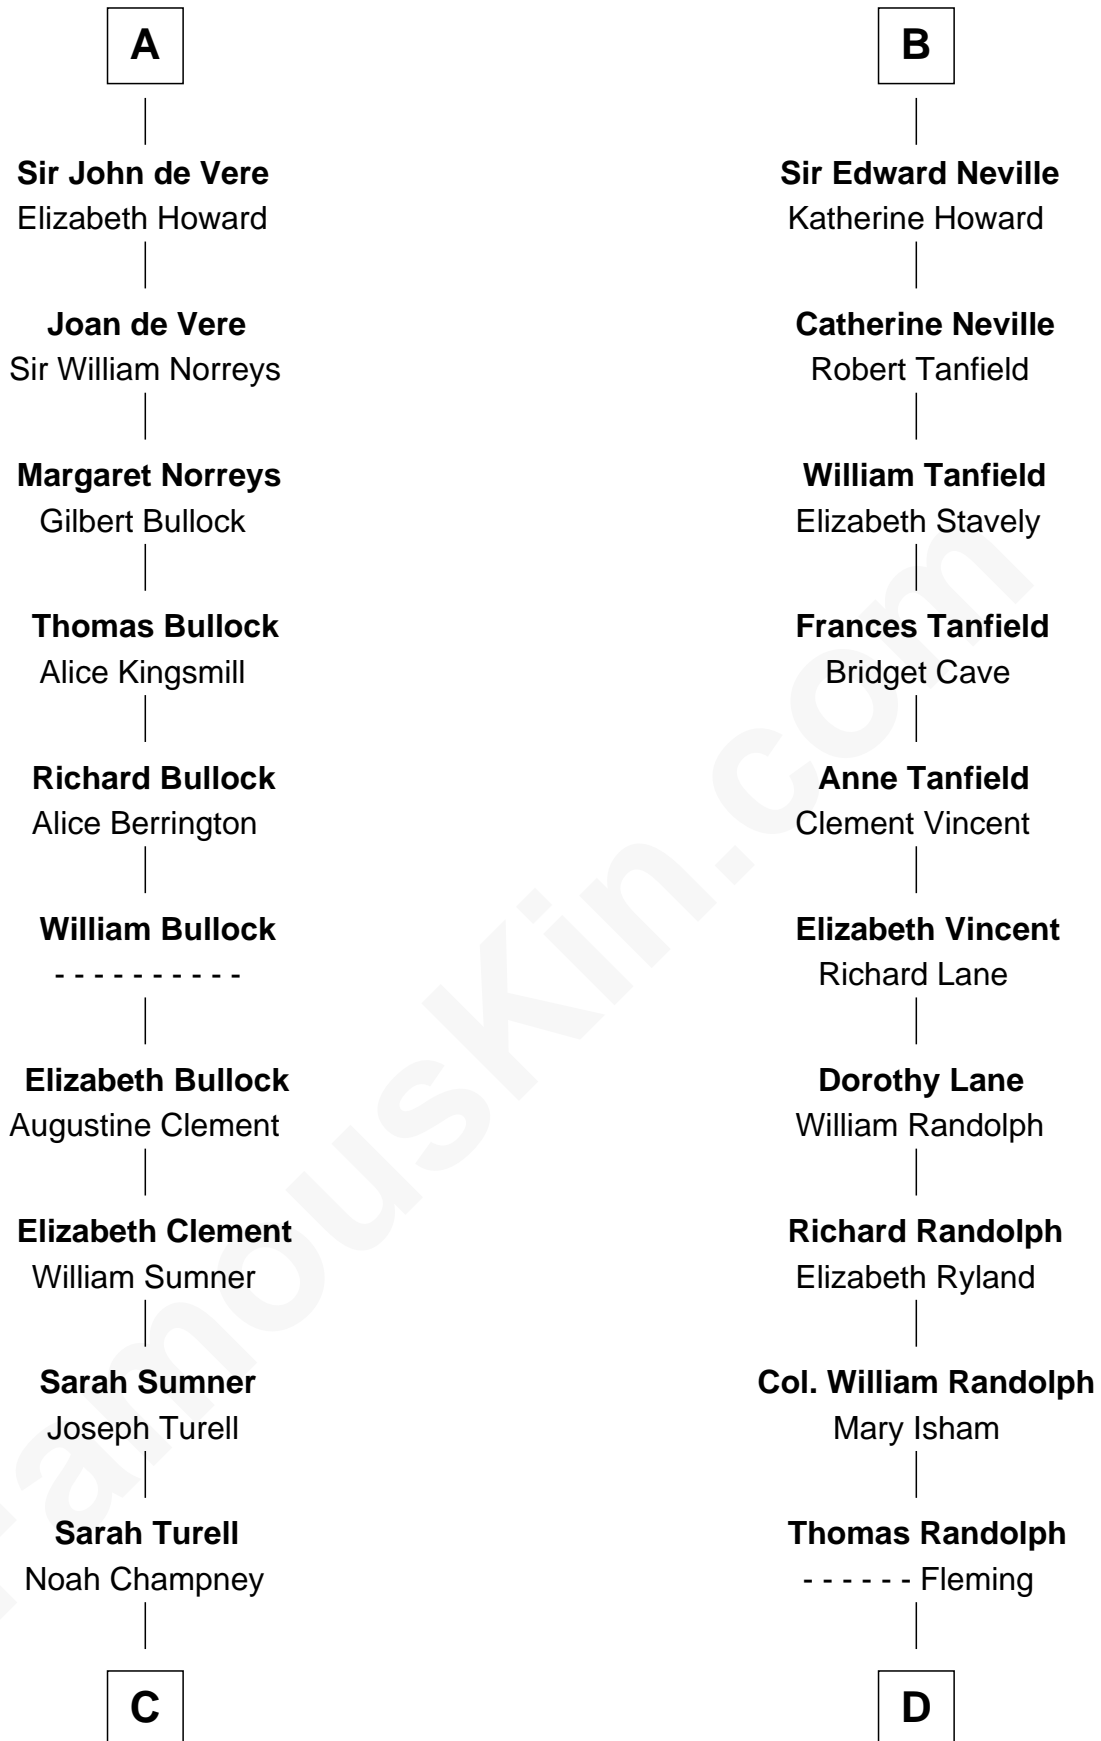 A
Sir John de Vere
Elizabeth Howard
Joan de Vere
Sir William Norreys
Margaret Norreys
Gilbert Bullock
Thomas Bullock
Alice Kingsmill
Richard Bullock
Alice Berrington
William Bullock
- - - - - - - - - -
Elizabeth Bullock
Augustine Clement
Elizabeth Clement
William Sumner
Sarah Sumner
Joseph Turell
Sarah Turell
Noah Champney
C
B
Sir Edward Neville
Katherine Howard
Catherine Neville
Robert Tanfield
William Tanfield
Elizabeth Stavely
Frances Tanfield
Bridget Cave
Anne Tanfield
Clement Vincent
Elizabeth Vincent
Richard Lane
Dorothy Lane
William Randolph
Richard Randolph
Elizabeth Ryland
Col. William Randolph
Mary Isham
Thomas Randolph
- - - - - - Fleming
D
FamousKin.com